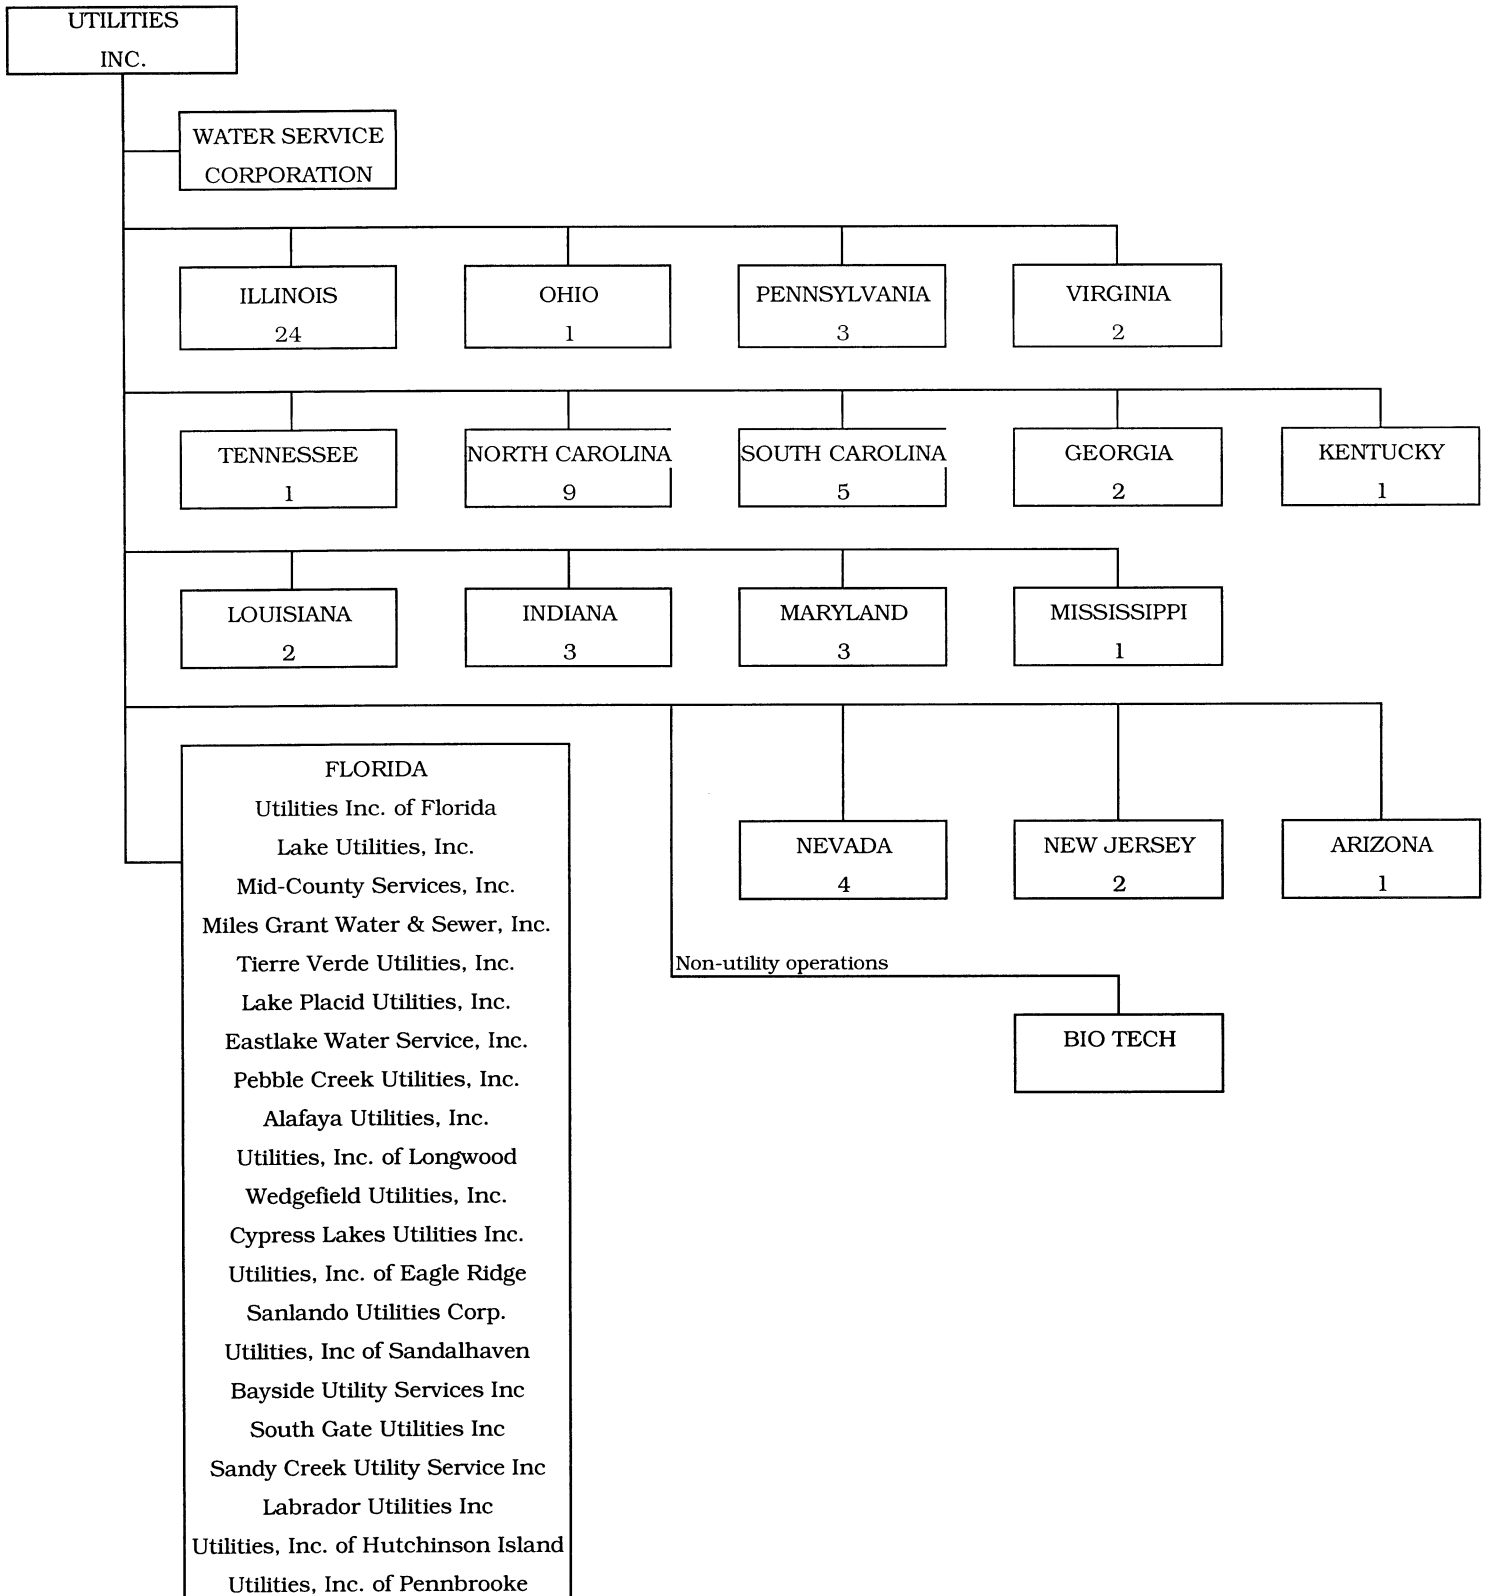 UTILITIES
INC.
WATER SERVICE
CORPORATION
ILLINOIS
24
OHIO
1
PENNSYLVANIA
3
VIRGINIA
2
TENNESSEE
1
NORTH CAROLINA
9
SOUTH CAROLINA
5
GEORGIA
2
KENTUCKY
1
LOUISIANA
2
INDIANA
3
MARYLAND
3
MISSISSIPPI
1
FLORIDA
Utilities Inc. of Florida
Lake Utilities, Inc.
Mid-County Services, Inc.
Miles Grant Water & Sewer, Inc.
Tierre Verde Utilities, Inc.
Lake Placid Utilities, Inc.
Eastlake Water Service, Inc.
Pebble Creek Utilities, Inc.
Alafaya Utilities, Inc.
Utilities, Inc. of Longwood
Wedgefield Utilities, Inc.
Cypress Lakes Utilities Inc.
Utilities, Inc. of Eagle Ridge
Sanlando Utilities Corp.
Utilities, Inc of Sandalhaven
Bayside Utility Services Inc
South Gate Utilities Inc
Sandy Creek Utility Service Inc
Labrador Utilities Inc
Utilities, Inc. of Hutchinson Island
Utilities, Inc. of Pennbrooke
NEVADA
4
NEW JERSEY
2
ARIZONA
1
Non-utility operations
BIO TECH